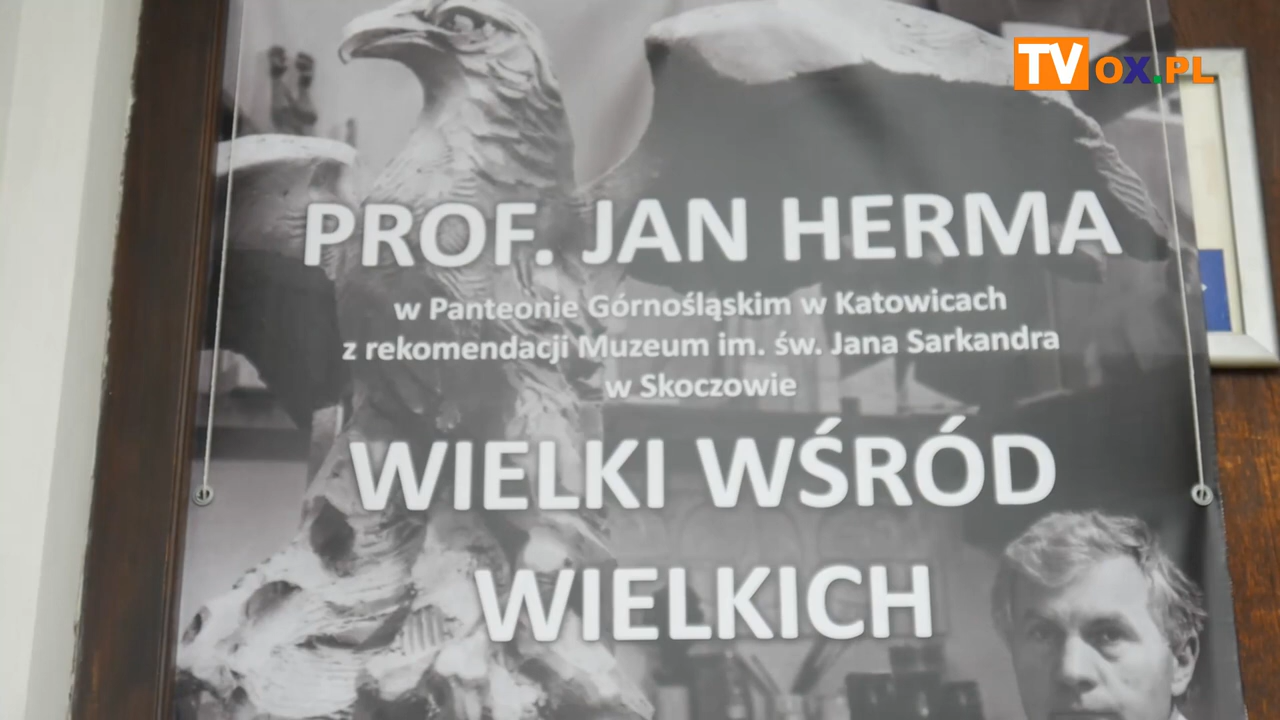 TVOX.PL
PROF. JAN HERMA
w Panteonie Górnośląskim w Katowicach
z rekomendacji Muzeum im. św. Jana Sarkandra
w Skoczowie
WIELKI WŚRÓD
WIELKICH